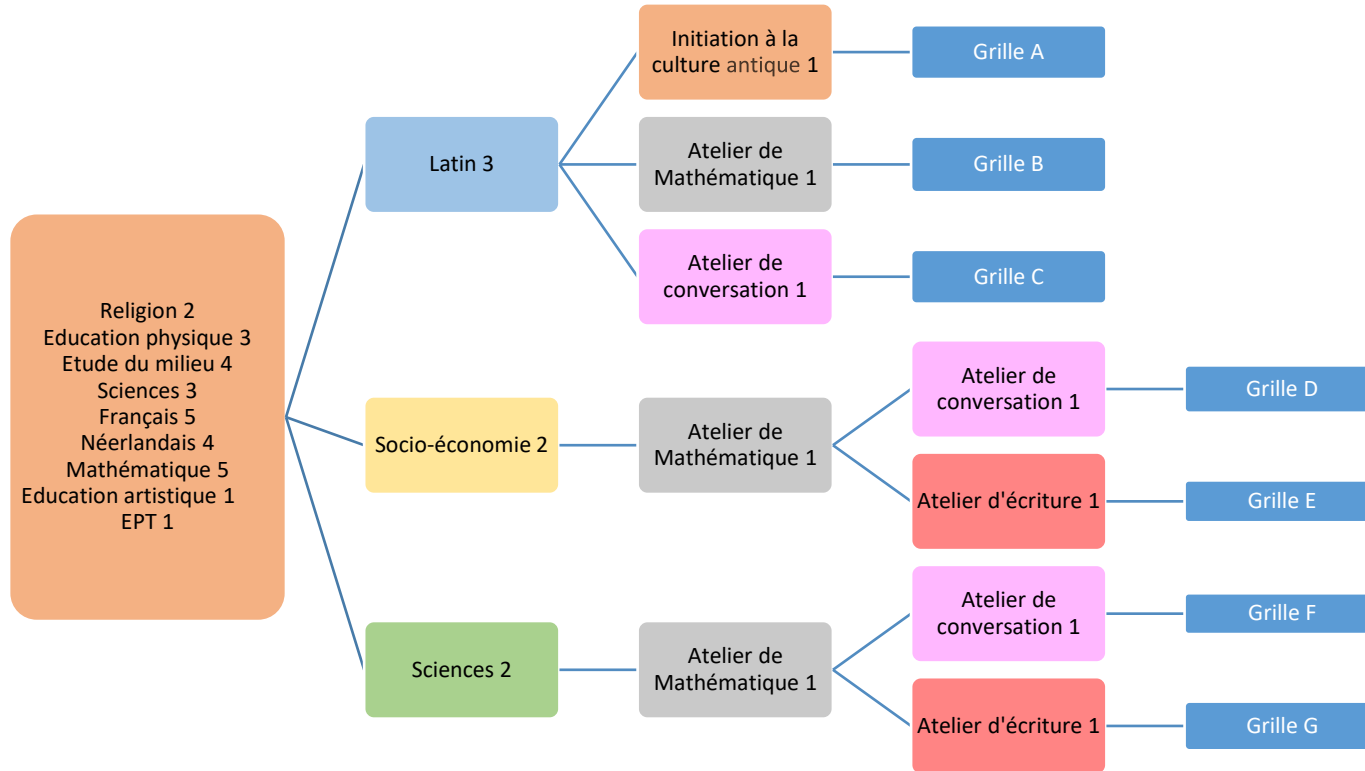 Religion 2
Education physique 3
Etude du milieu 4
Sciences 3
Français 5
Néerlandais 4
Mathématique 5
Education artistique 1
EPT 1
Latin 3
Initiation à la
culture antique 1
Grille A
Atelier de
Mathématique 1
Grille B
Atelier de
conversation 1
Grille C
Socio-économie 2
Atelier de
Mathématique 1
Atelier de
conversation 1
Grille D
Atelier d'écriture 1
Grille E
Sciences 2
Atelier de
Mathématique 1
Atelier de
conversation 1
Grille F
Atelier d'écriture 1
Grille G